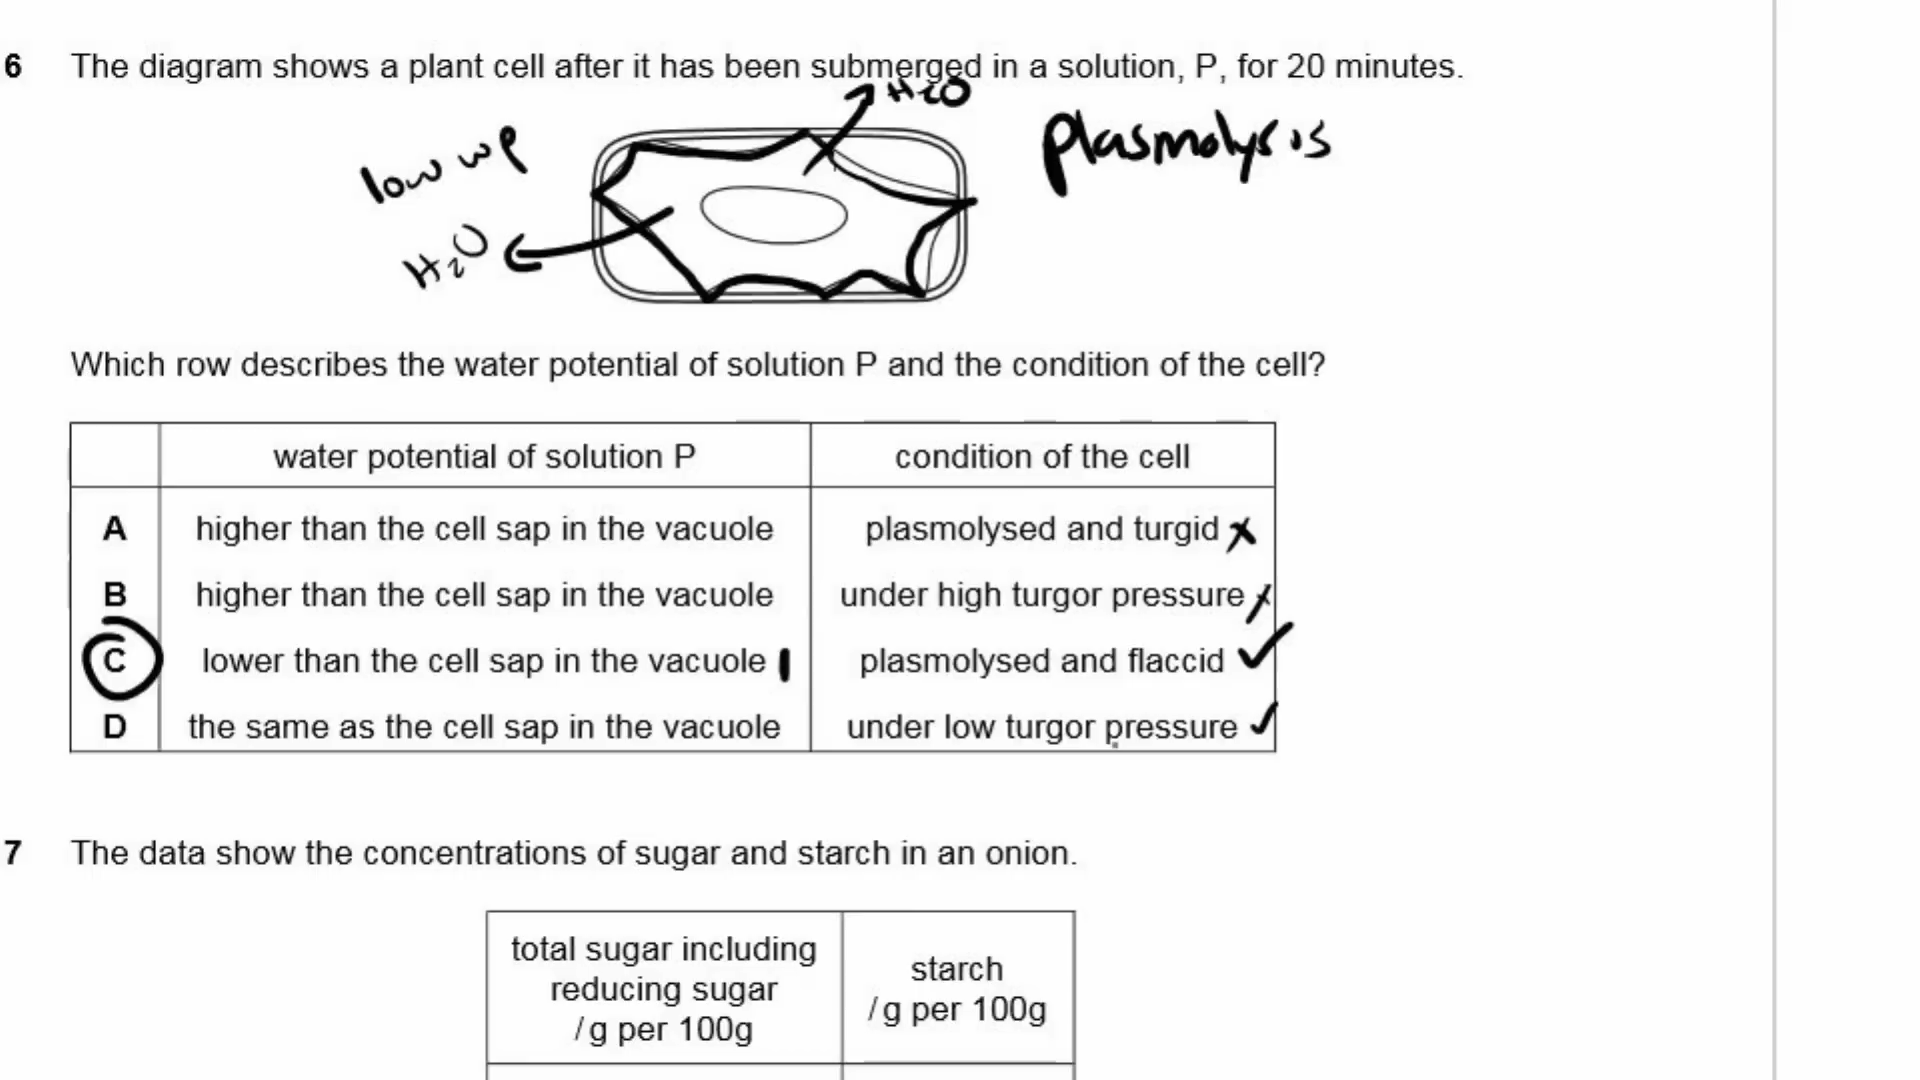 6 The diagram shows a plant cell after it has been submerged in a solution, P, for 20 minutes.
H2O
plasmolysis
low wp
H2O
Which row describes the water potential of solution P and the condition of the cell?
water potential of solution P condition of the cell
A higher than the cell sap in the vacuole plasmolysed and turgid x
B higher than the cell sap in the vacuole under high turgor pressure x
C lower than the cell sap in the vacuole plasmolysed and flaccid ✓
D the same as the cell sap in the vacuole under low turgor pressure ✓
7 The data show the concentrations of sugar and starch in an onion.
total sugar including
reducing sugar
/g per 100g
starch
/g per 100g